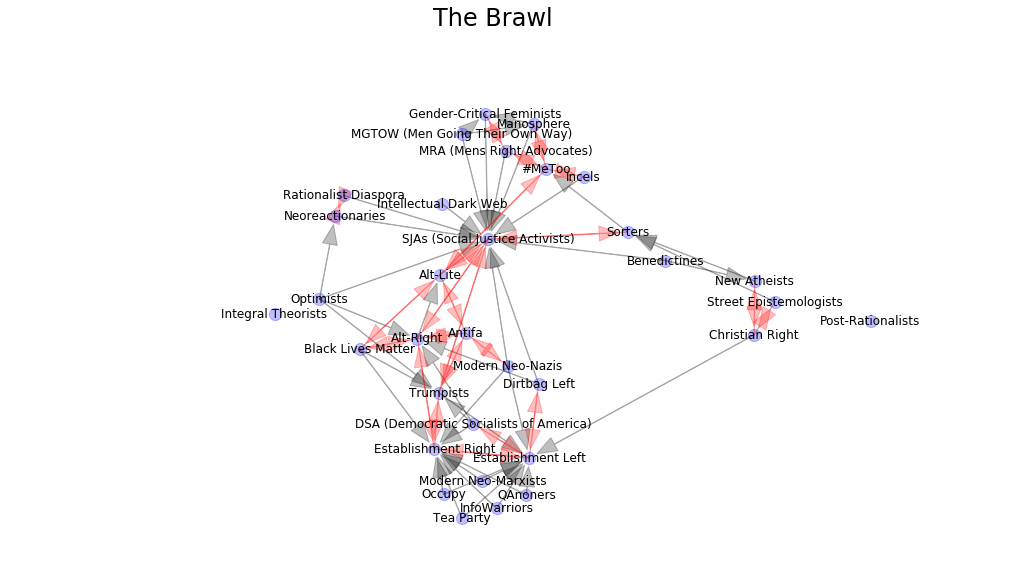 The Brawl
Gender-Critical Feminists
Manosphere
MGTOW (Men Going Their Own Way)
MRA (Mens Right Advocates)
#MeToo
Incels
Rationalist Diaspora
Intellectual Dark Web
Neoreactionaries
Sorters
SJAs (Social Justice Activists)
Benedictines
Alt-Lite
New Atheists
Optimists
Street Epistemologists
Integral Theorists
Post-Rationalists
Antifa
Christian Right
Alt-Right
Black Lives Matter
Modern Neo-Nazis
Dirtbag Left
Trumpists
DSA (Democratic Socialists of America)
Establishment Right
Establishment Left
Modern Neo-Marxists
Occupy
QAnoners
InfoWarriors
Tea Party